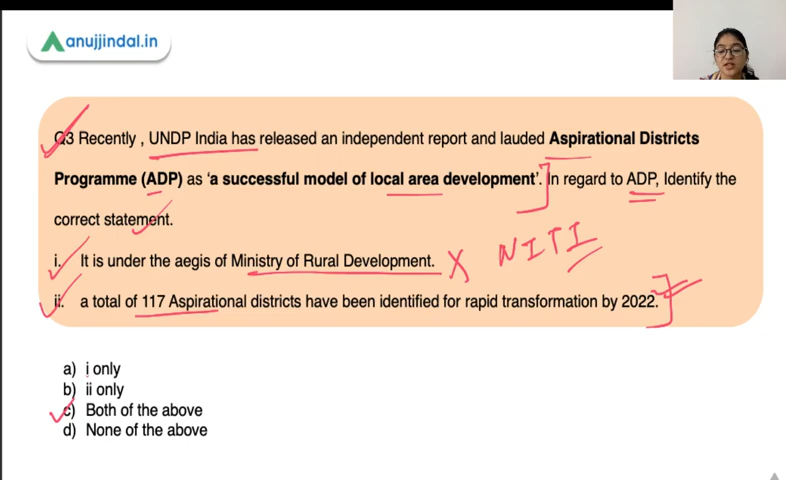 anujjindal.in
Q3 Recently , UNDP India has released an independent report and lauded Aspirational Districts
Programme (ADP) as 'a successful model of local area development'. In regard to ADP, Identify the
correct statement.
i. It is under the aegis of Ministry of Rural Development. X NITI
ii. a total of 117 Aspirational districts have been identified for rapid transformation by 2022.
a) i only
b) ii only
c) Both of the above
d) None of the above